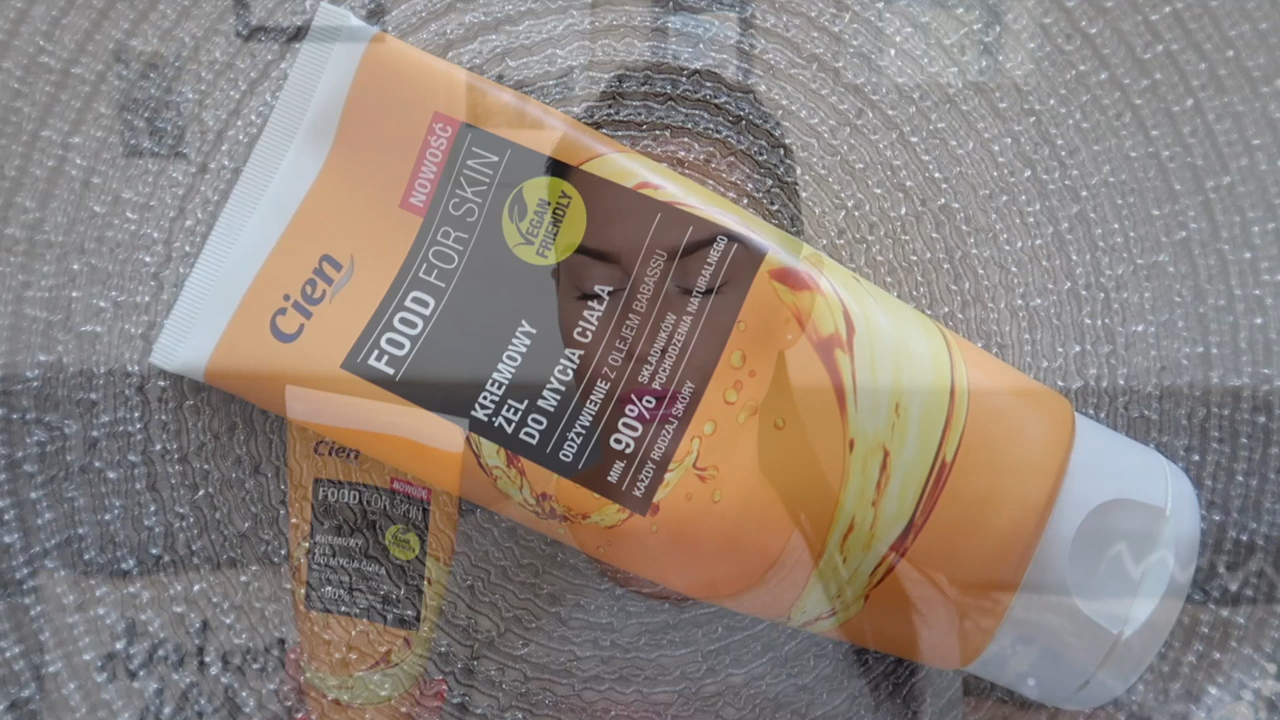 Cien
NOWOŚĆ
FOOD FOR SKIN
VEGAN
FRIENDLY
KREMOWY
ŻEL
DO MYCIA CIAŁA
ODŻYWIENIE Z OLEJEM BABASSU
MIN. 90% SKŁADNIKÓW
POCHODZENIA NATURALNEGO
KAŻDY RODZAJ SKÓRY
Cien
NOWOŚĆ
FOOD FOR SKIN
KREMOWY
ŻEL
DO MYCIA CIAŁA
90%